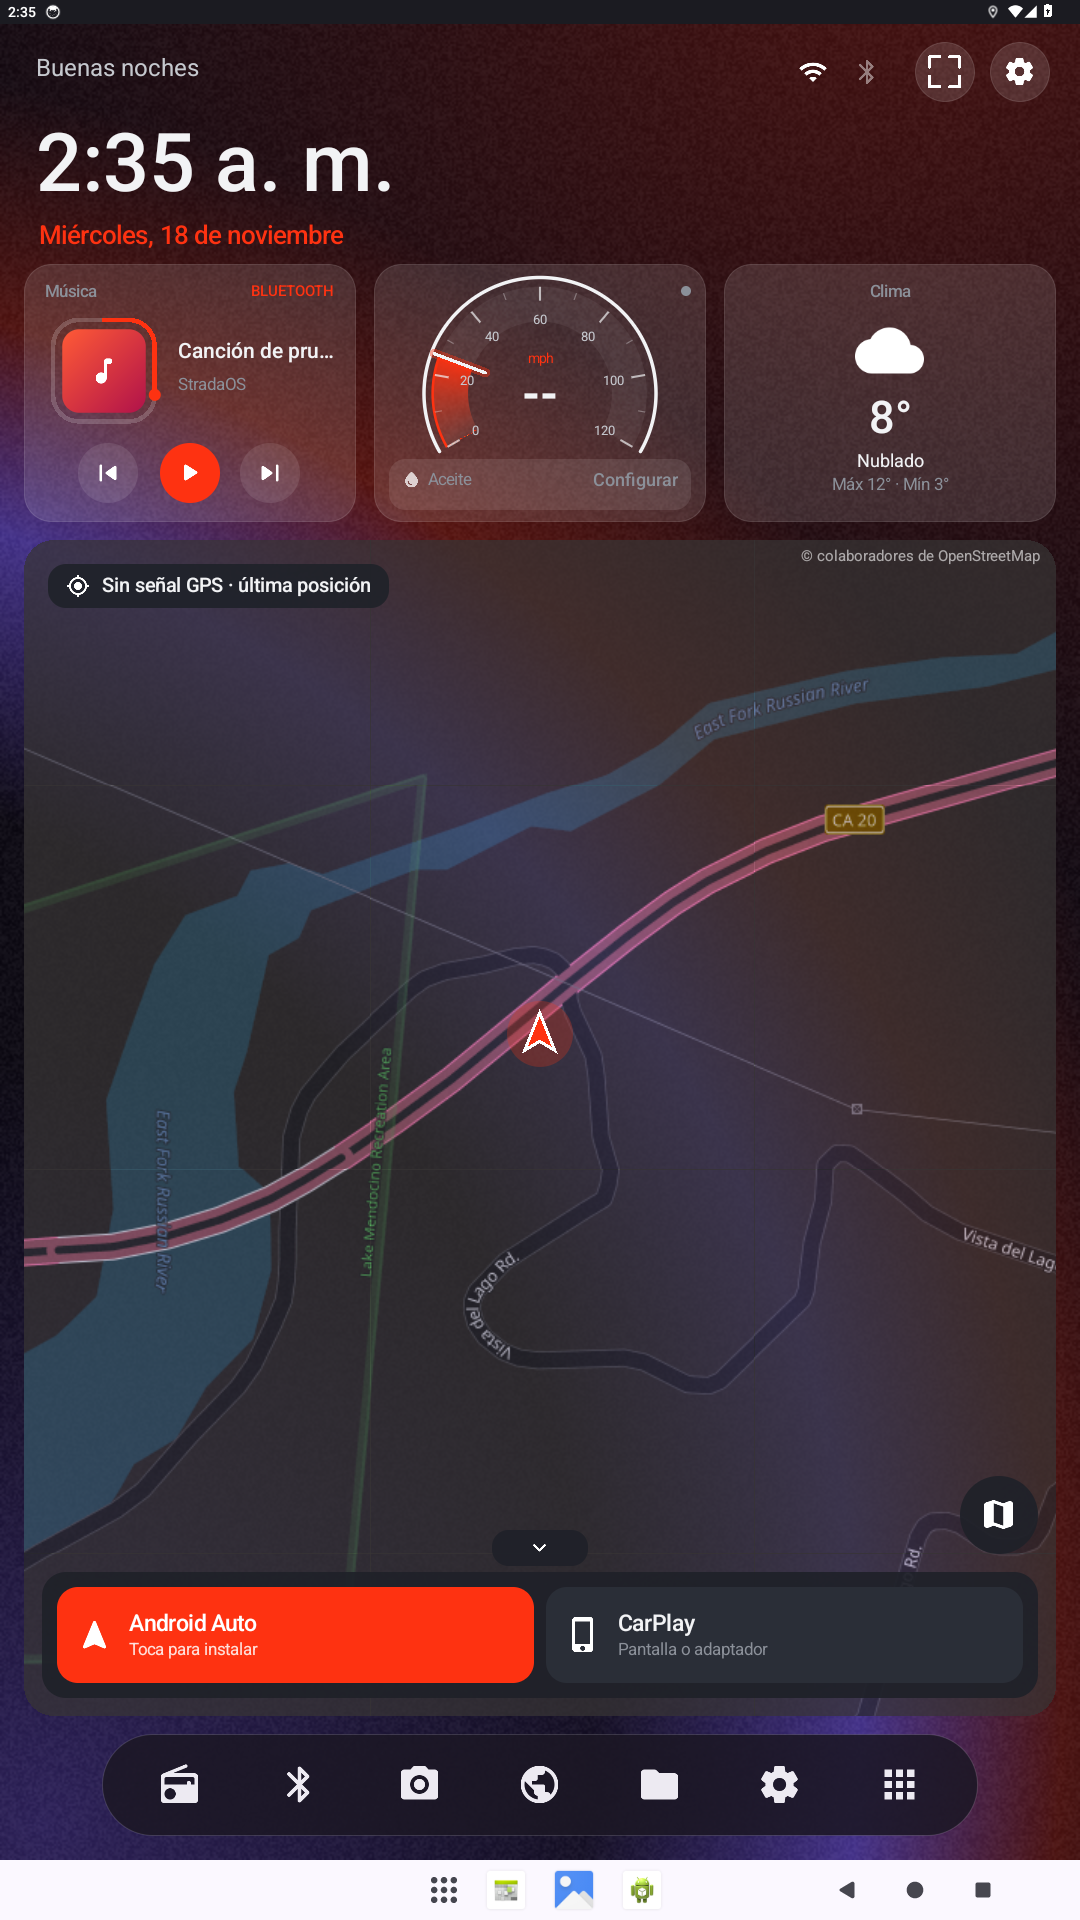 2:35
Buenas noches
2:35 a. m.
Miércoles, 18 de noviembre
Música
BLUETOOTH
Canción de pru...
StradaOS
0
20
40
60
80
100
120
mph
--
Aceite
Configurar
Clima
8°
Nublado
Máx 12° · Mín 3°
© colaboradores de OpenStreetMap
Sin señal GPS · última posición
East Fork Russian River
CA 20
Lake Mendocino Recreation Area
East Fork Russian River
Vista del Lago Rd.
Vista del Lag
Rd.
Android Auto
Toca para instalar
CarPlay
Pantalla o adaptador